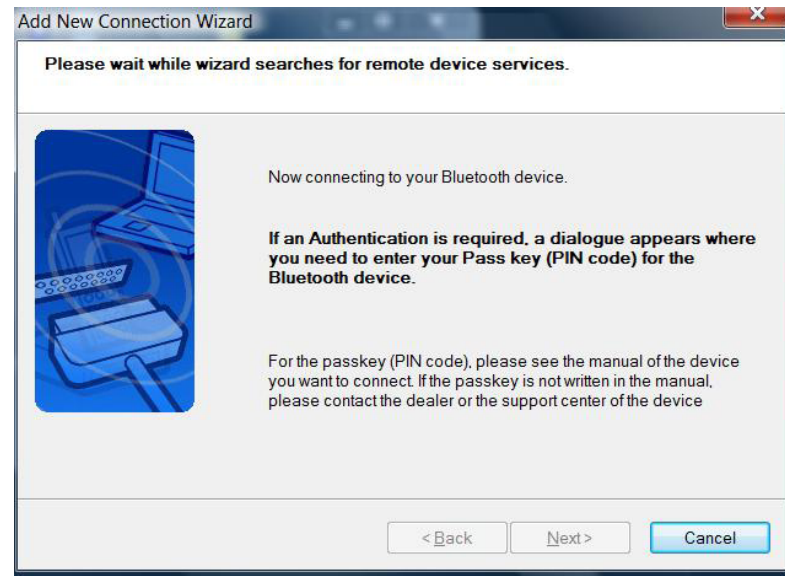 Add New Connection Wizard
Please wait while wizard searches for remote device services.
Now connecting to your Bluetooth device.
If an Authentication is required, a dialogue appears where
you need to enter your Pass key (PIN code) for the
Bluetooth device.
For the passkey (PIN code), please see the manual of the device
you want to connect. If the passkey is not written in the manual,
please contact the dealer or the support center of the device
< Back Next > Cancel